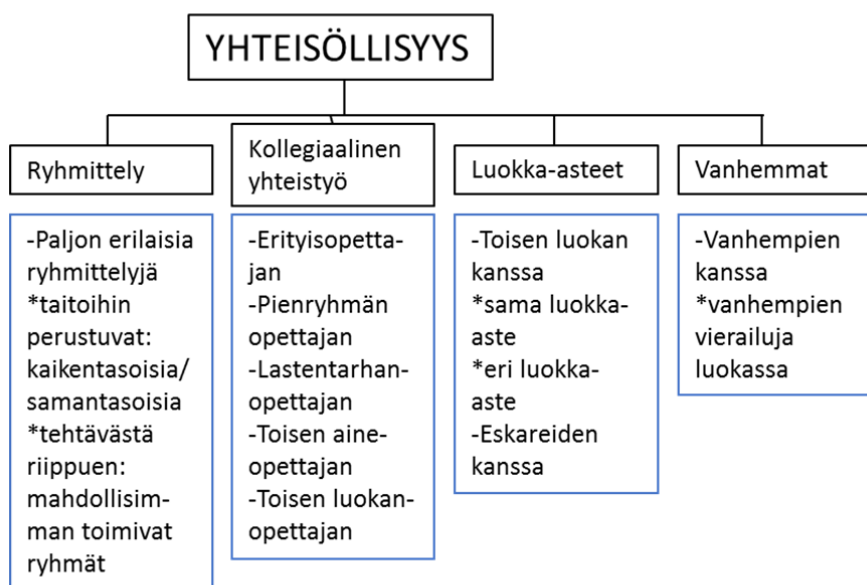 YHTEISÖLLISYYS
Ryhmittely
-Paljon erilaisia
ryhmittelyjä
*taitoihin
perustuvat:
kaikentasoisia/
samantasoisia
*tehtävästä
riippuen:
mahdollisim-
man toimivat
ryhmät
Kollegiaalinen
yhteistyö
-Erityisopetta-
jan
-Pienryhmän
opettajan
-Lastentarhan-
opettajan
-Toisen aine-
opettajan
-Toisen luokan-
opettajan
Luokka-asteet
-Toisen luokan
kanssa
*sama luokka-
aste
*eri luokka-
aste
-Eskareiden
kanssa
Vanhemmat
-Vanhempien
kanssa
*vanhempien
vierailuja
luokassa